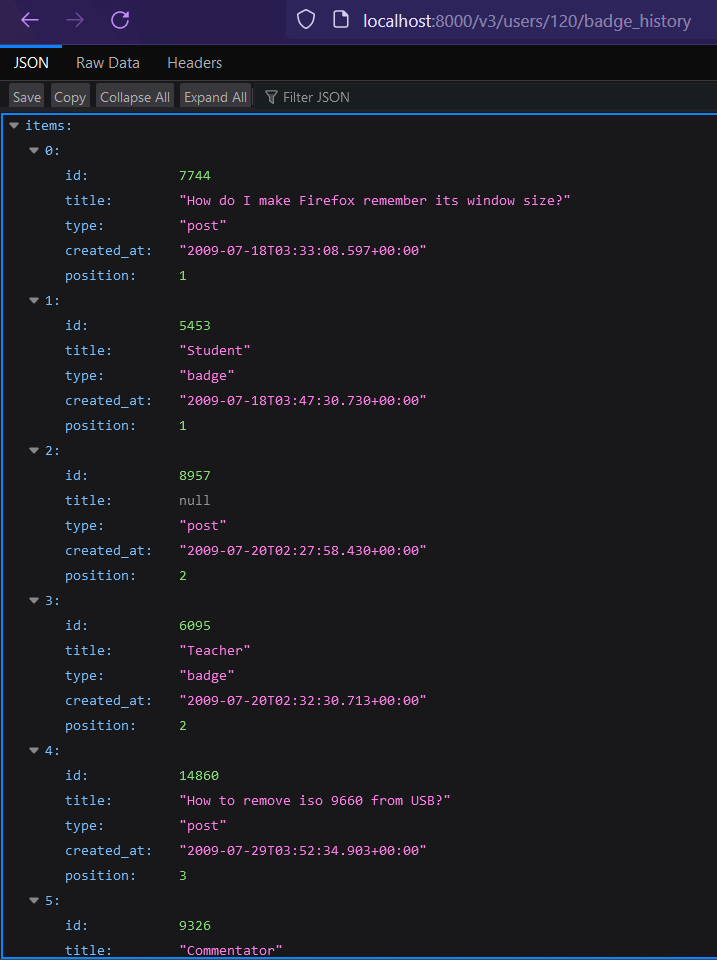 localhost:8000/v3/users/120/badge_history
JSON Raw Data Headers
Save Copy Collapse All Expand All Filter JSON
items:
0:
id: 7744
title: "How do I make Firefox remember its window size?"
type: "post"
created_at: "2009-07-18T03:33:08.597+00:00"
position: 1
1:
id: 5453
title: "Student"
type: "badge"
created_at: "2009-07-18T03:47:30.730+00:00"
position: 1
2:
id: 8957
title: null
type: "post"
created_at: "2009-07-20T02:27:58.430+00:00"
position: 2
3:
id: 6095
title: "Teacher"
type: "badge"
created_at: "2009-07-20T02:32:30.713+00:00"
position: 2
4:
id: 14860
title: "How to remove iso 9660 from USB?"
type: "post"
created_at: "2009-07-29T03:52:34.903+00:00"
position: 3
5:
id: 9326
title: "Commentator"